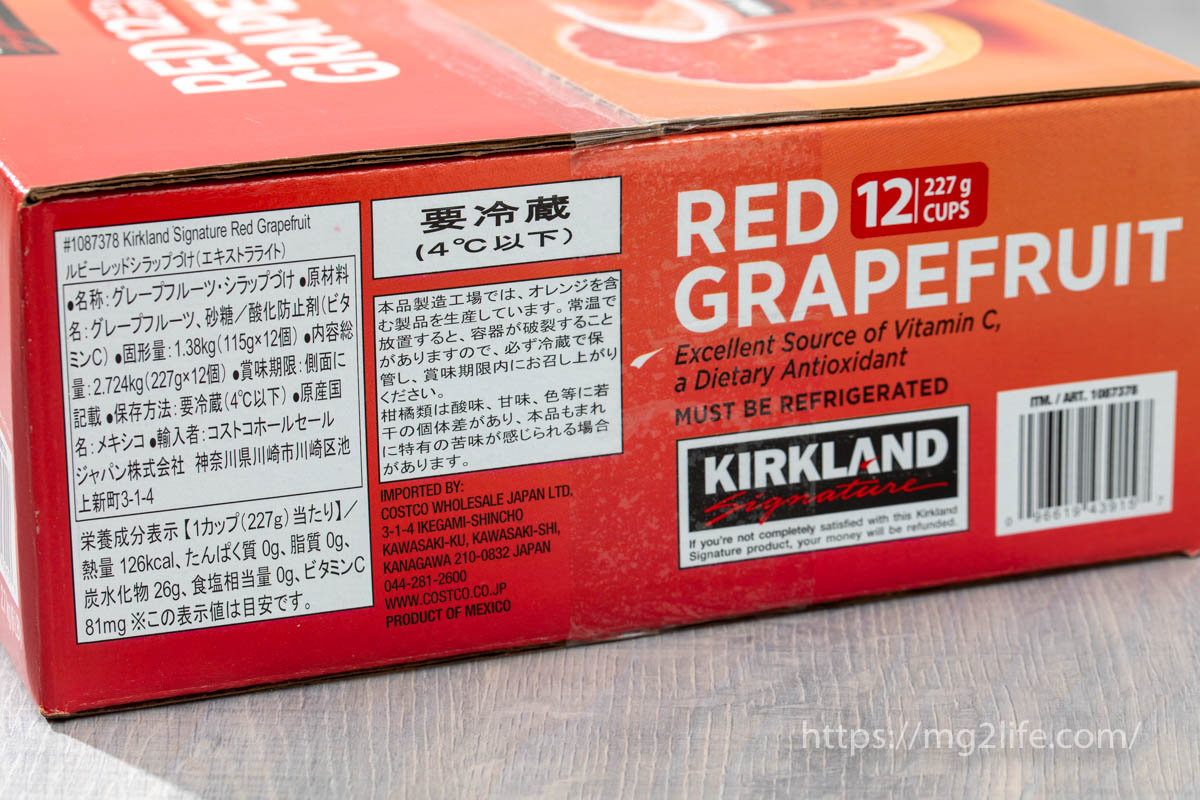 RED 12
GRAPE
#1087378 Kirkland Signature Red Grapefruit
ルビーレッドシラップづけ(エキストラライト)
●名称:グレープフルーツ・シラップづけ ●原材料
名:グレープフルーツ、砂糖/酸化防止剤(ビタ
ミンC) ●固形量:1.38kg(115g×12個) ●内容総
量:2.724kg(227g×12個) ●賞味期限:側面に
記載 ●保存方法:要冷蔵(4℃以下) ●原産国
名:メキシコ ●輸入者:コストコホールセール
ジャパン株式会社 神奈川県川崎市川崎区池
上新町3-1-4
栄養成分表示【1カップ(227g)当たり】/
熱量 126kcal、たんぱく質 0g、脂質 0g、
炭水化物 26g、食塩相当量 0g、ビタミンC
81mg ※この表示値は目安です。
要冷蔵
(4℃以下)
本品製造工場では、オレンジを含
む製品を生産しています。常温で
放置すると、容器が破裂すること
がありますので、必ず冷蔵で保
管し、賞味期限内にお召し上がり
ください。
柑橘類は酸味、甘味、色等に若
干の個体差があり、本品もまれ
に特有の苦味が感じられる場合
があります。
IMPORTED BY:
COSTCO WHOLESALE JAPAN LTD.
3-1-4 IKEGAMI-SHINCHO
KAWASAKI-KU, KAWASAKI-SHI,
KANAGAWA 210-0832 JAPAN
044-281-2600
WWW.COSTCO.CO.JP
PRODUCT OF MEXICO
RED 12 227 g CUPS
GRAPEFRUIT
Excellent Source of Vitamin C,
a Dietary Antioxidant
MUST BE REFRIGERATED
KIRKLAND
Signature
If you're not completely satisfied with this Kirkland
Signature product, your money will be refunded.
ITM. / ART. 1087378
0 96619 43915 7
https://mg2life.com/